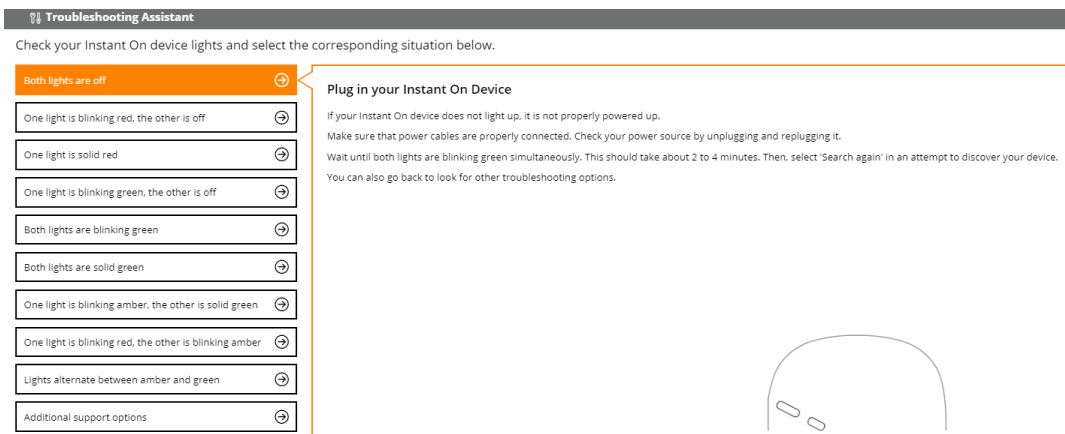 Troubleshooting Assistant
Check your Instant On device lights and select the corresponding situation below.
Both lights are off
One light is blinking red, the other is off
One light is solid red
One light is blinking green, the other is off
Both lights are blinking green
Both lights are solid green
One light is blinking amber, the other is solid green
One light is blinking red, the other is blinking amber
Lights alternate between amber and green
Additional support options
Plug in your Instant On Device
If your Instant On device does not light up, it is not properly powered up.
Make sure that power cables are properly connected. Check your power source by unplugging and replugging it.
Wait until both lights are blinking green simultaneously. This should take about 2 to 4 minutes. Then, select 'Search again' in an attempt to discover your device.
You can also go back to look for other troubleshooting options.